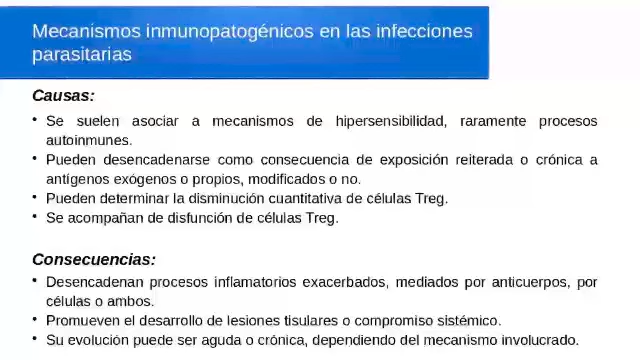 Mecanismos inmunopatogénicos en las infecciones
parasitarias
Causas:
• Se suelen asociar a mecanismos de hipersensibilidad, raramente procesos
autoinmunes.
• Pueden desencadenarse como consecuencia de exposición reiterada o crónica a
antígenos exógenos o propios, modificados o no.
• Pueden determinar la disminución cuantitativa de células Treg.
• Se acompañan de disfunción de células Treg.
Consecuencias:
• Desencadenan procesos inflamatorios exacerbados, mediados por anticuerpos, por
células o ambos.
• Promueven el desarrollo de lesiones tisulares o compromiso sistémico.
• Su evolución puede ser aguda o crónica, dependiendo del mecanismo involucrado.